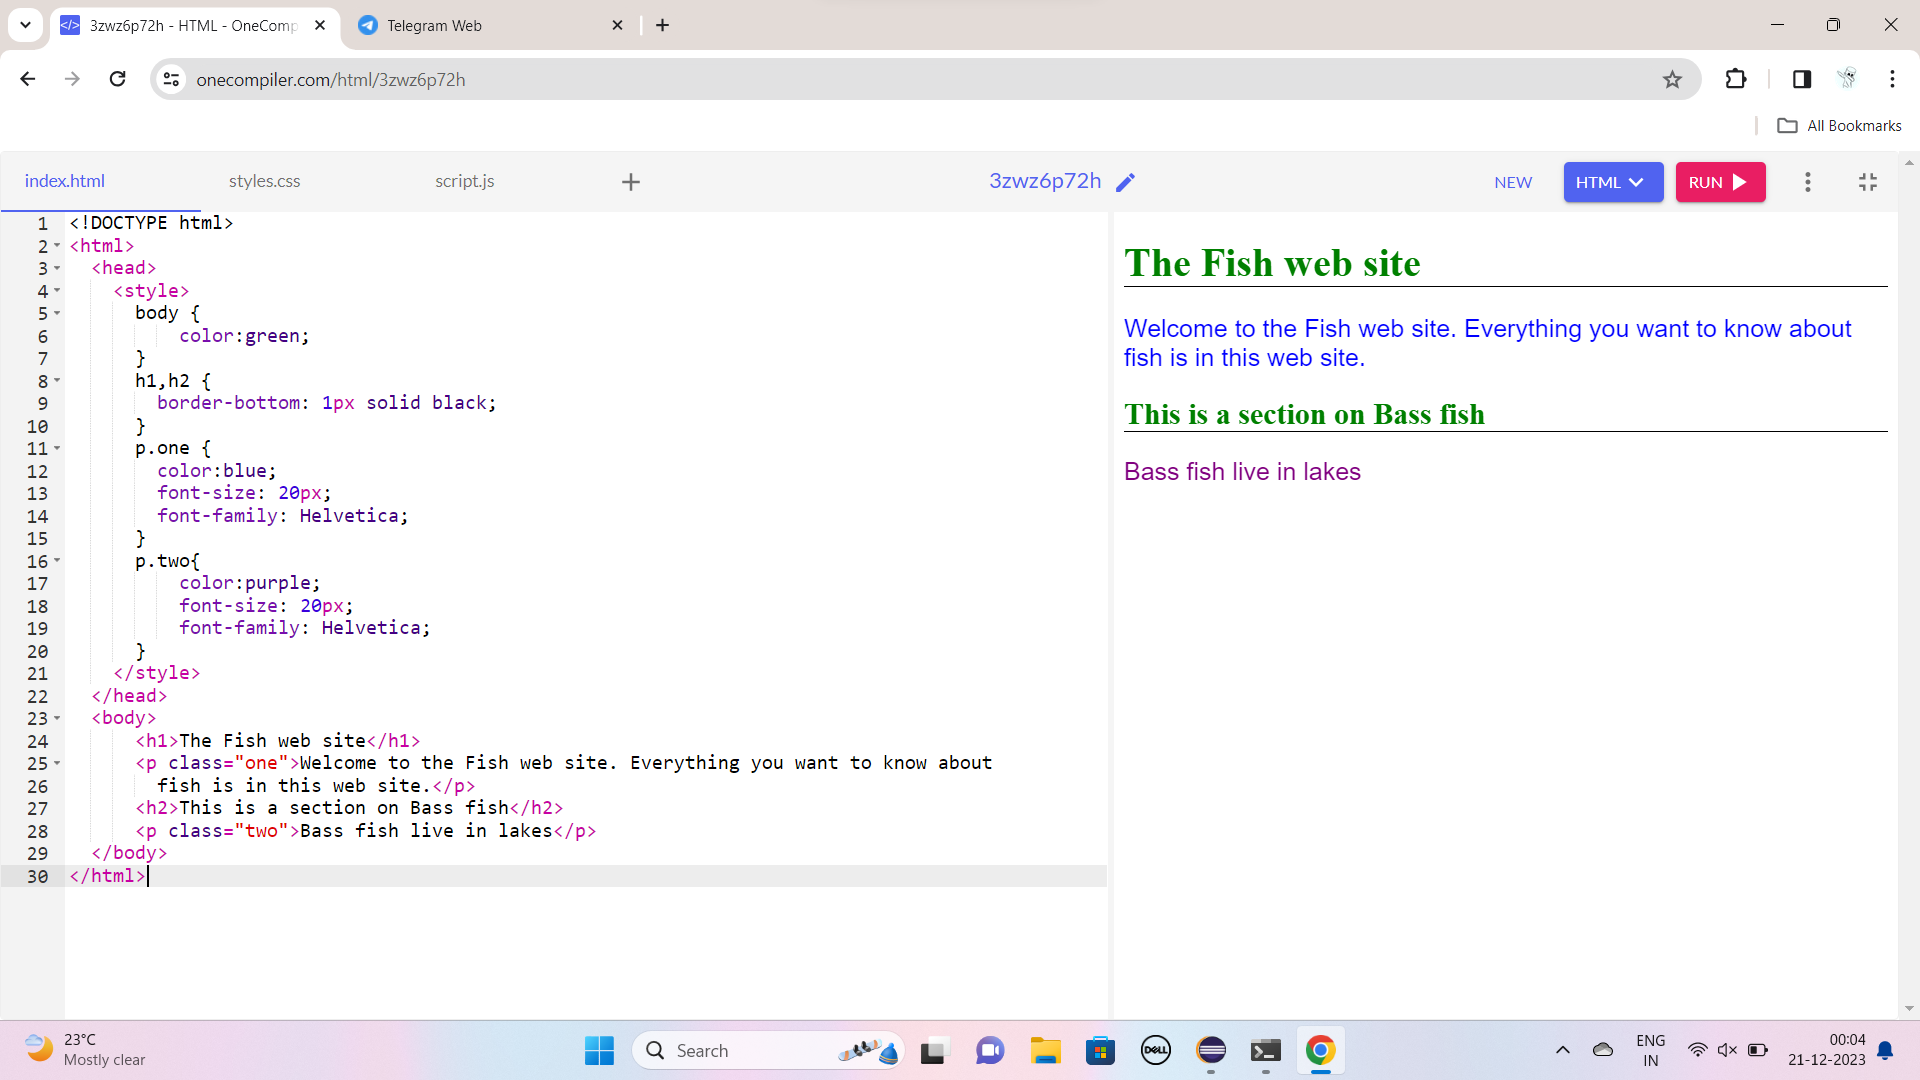 3zwz6p72h - HTML - OneComp
Telegram Web
onecompiler.com/html/3zwz6p72h
All Bookmarks
index.html
styles.css
script.js
3zwz6p72h
NEW
HTML
RUN
1 <!DOCTYPE html>
2 <html>
3 <head>
4 <style>
5 body {
6 color:green;
7 }
8 h1,h2 {
9 border-bottom: 1px solid black;
10 }
11 p.one {
12 color:blue;
13 font-size: 20px;
14 font-family: Helvetica;
15 }
16 p.two{
17 color:purple;
18 font-size: 20px;
19 font-family: Helvetica;
20 }
21 </style>
22 </head>
23 <body>
24 <h1>The Fish web site</h1>
25 <p class="one">Welcome to the Fish web site. Everything you want to know about
26 fish is in this web site.</p>
27 <h2>This is a section on Bass fish</h2>
28 <p class="two">Bass fish live in lakes</p>
29 </body>
30 </html>
The Fish web site
Welcome to the Fish web site. Everything you want to know about
fish is in this web site.
This is a section on Bass fish
Bass fish live in lakes
23°C
Mostly clear
Search
DELL
ENG
IN
00:04
21-12-2023